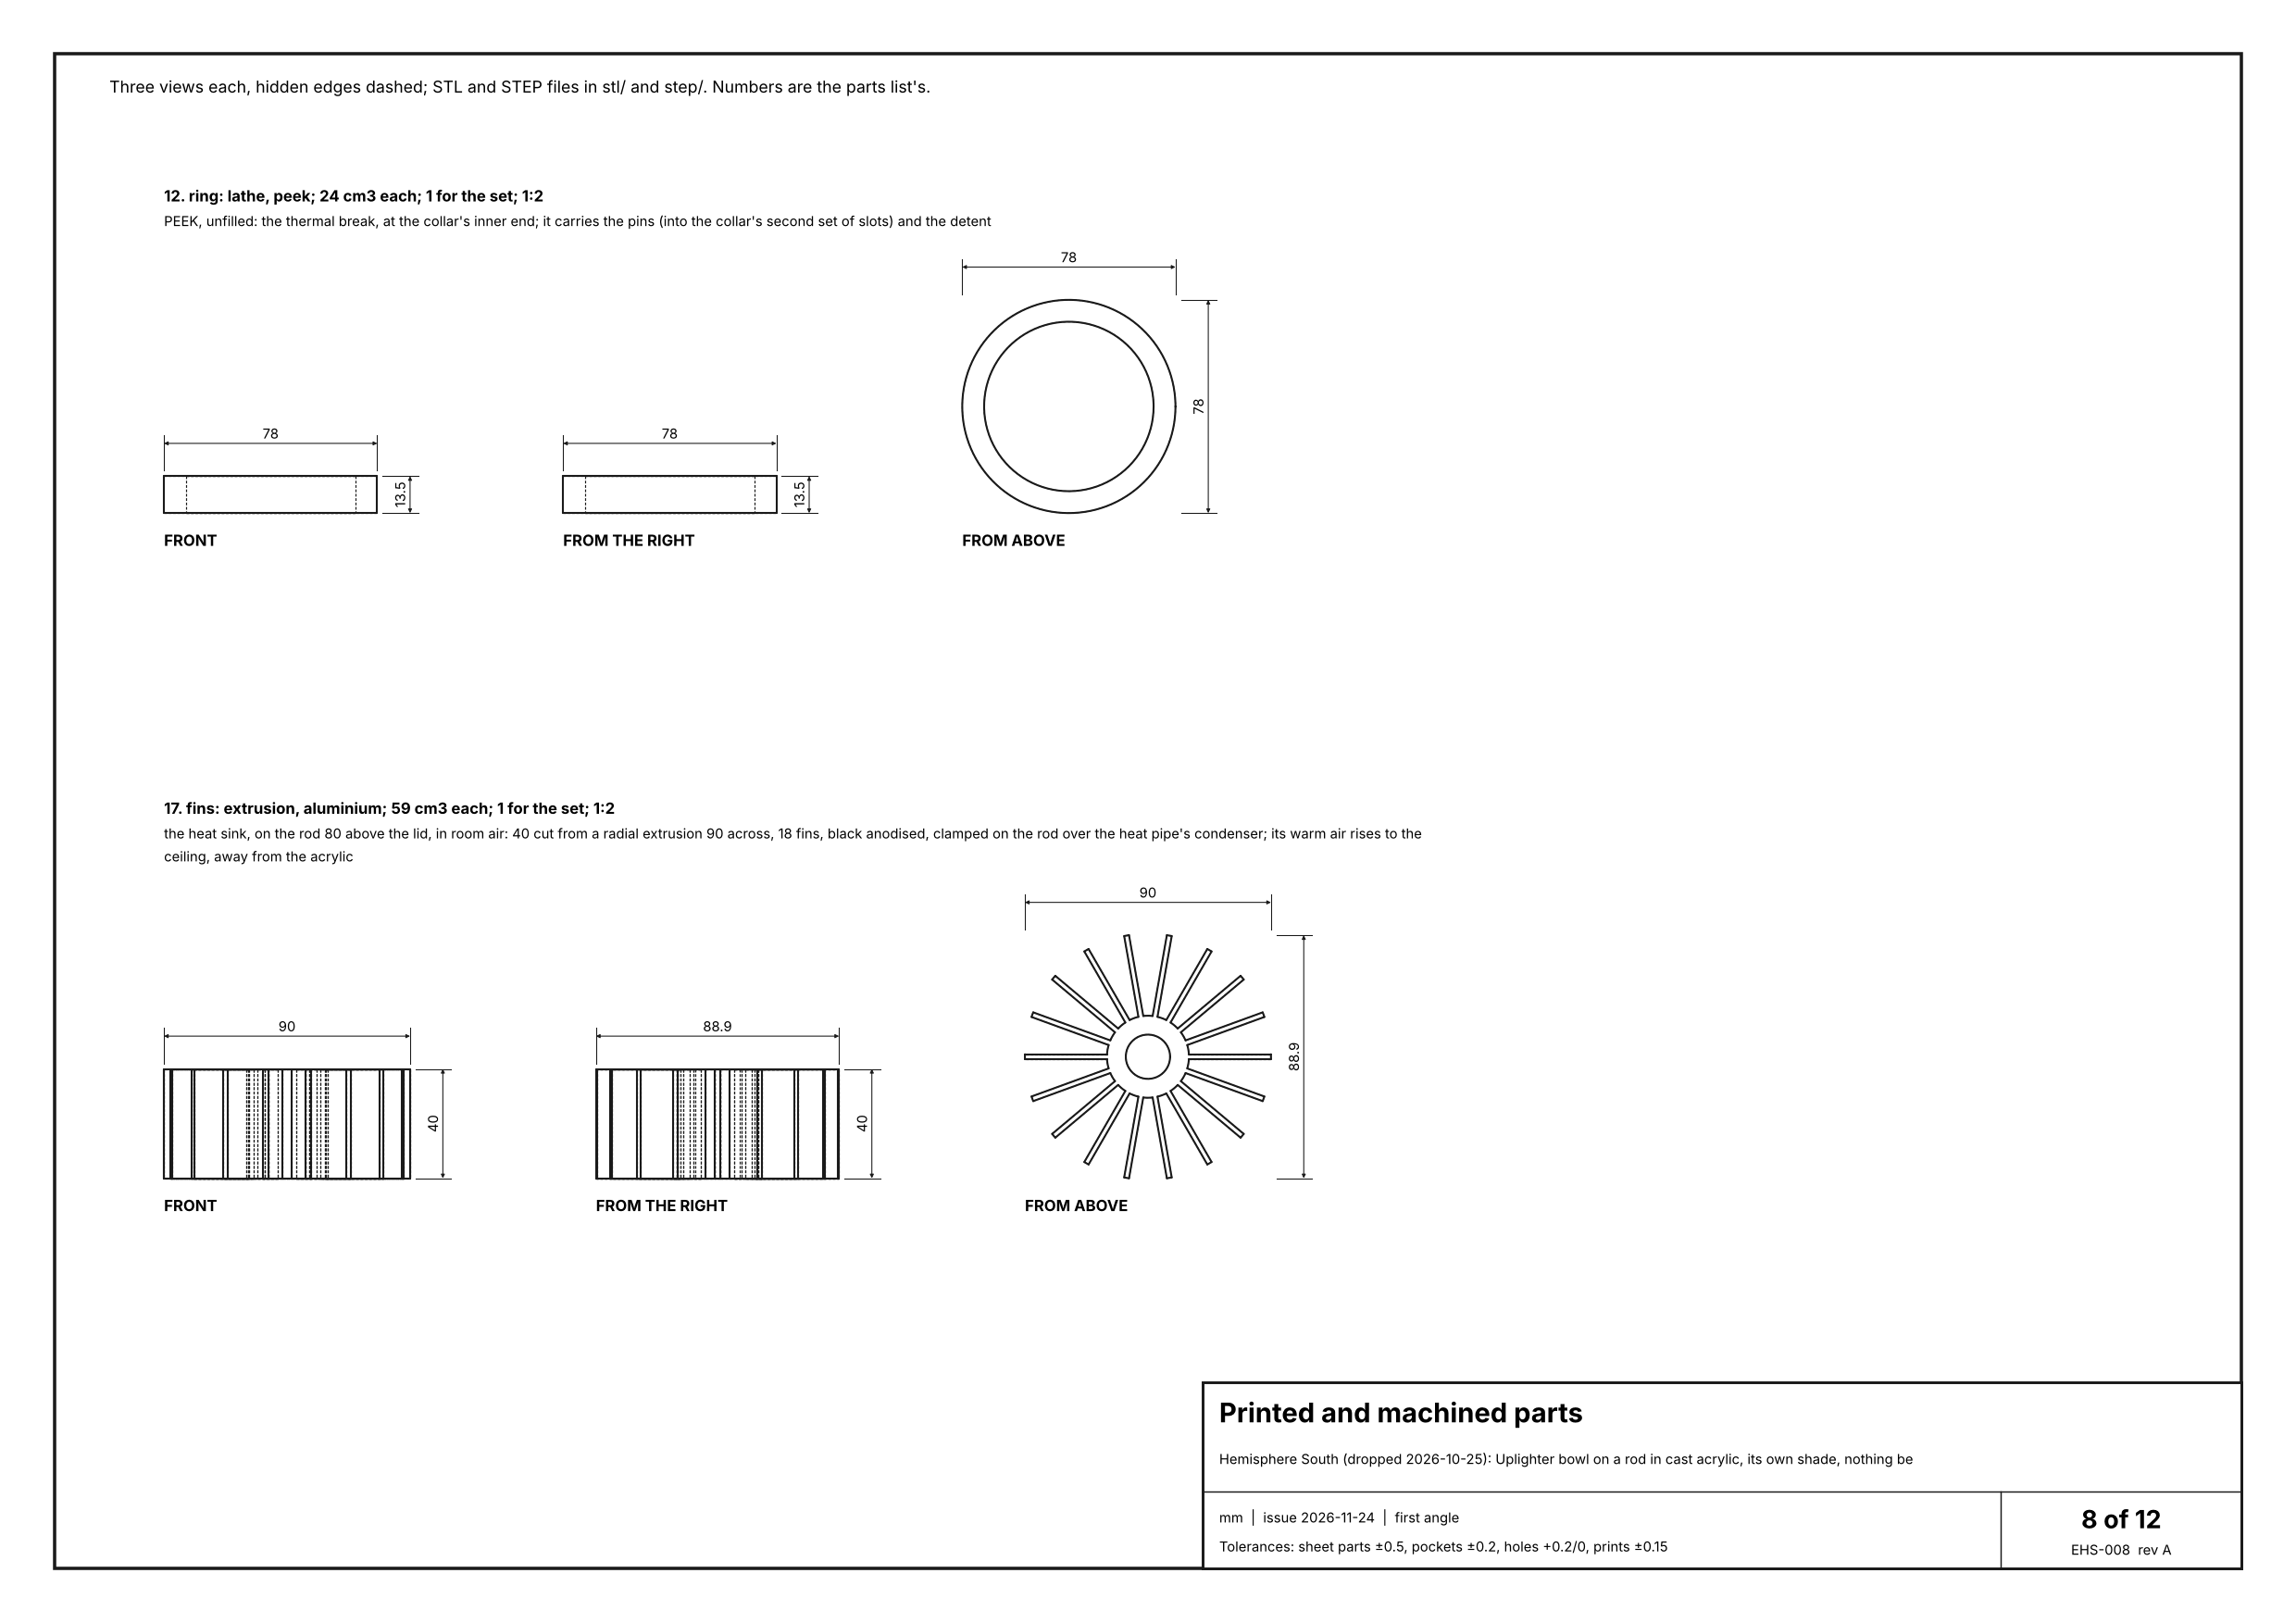 Three views each, hidden edges dashed; STL and STEP files in stl/ and step/. Numbers are the parts list's.
12. ring: lathe, peek; 24 cm3 each; 1 for the set; 1:2
PEEK, unfilled: the thermal break, at the collar's inner end; it carries the pins (into the collar's second set of slots) and the detent
78
78
78
78
13.5
13.5
FRONT
FROM THE RIGHT
FROM ABOVE
17. fins: extrusion, aluminium; 59 cm3 each; 1 for the set; 1:2
the heat sink, on the rod 80 above the lid, in room air: 40 cut from a radial extrusion 90 across, 18 fins, black anodised, clamped on the rod over the heat pipe's condenser; its warm air rises to the
ceiling, away from the acrylic
90
90
88.9
88.9
40
40
FRONT
FROM THE RIGHT
FROM ABOVE
Printed and machined parts
Hemisphere South (dropped 2026-10-25): Uplighter bowl on a rod in cast acrylic, its own shade, nothing be
mm | issue 2026-11-24 | first angle
Tolerances: sheet parts ±0.5, pockets ±0.2, holes +0.2/0, prints ±0.15
8 of 12
EHS-008 rev A